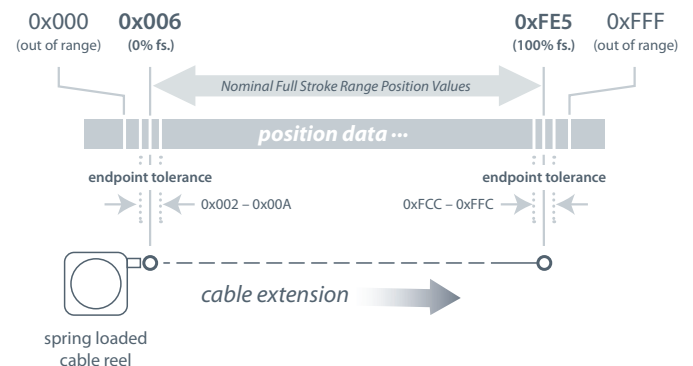 0x000 0x006 0xFE5 0xFFF
(out of range) (0% fs.) (100% fs.) (out of range)
Nominal Full Stroke Range Position Values
position data ···
endpoint tolerance endpoint tolerance
0x002 – 0x00A 0xFCC – 0xFFC
cable extension
spring loaded
cable reel